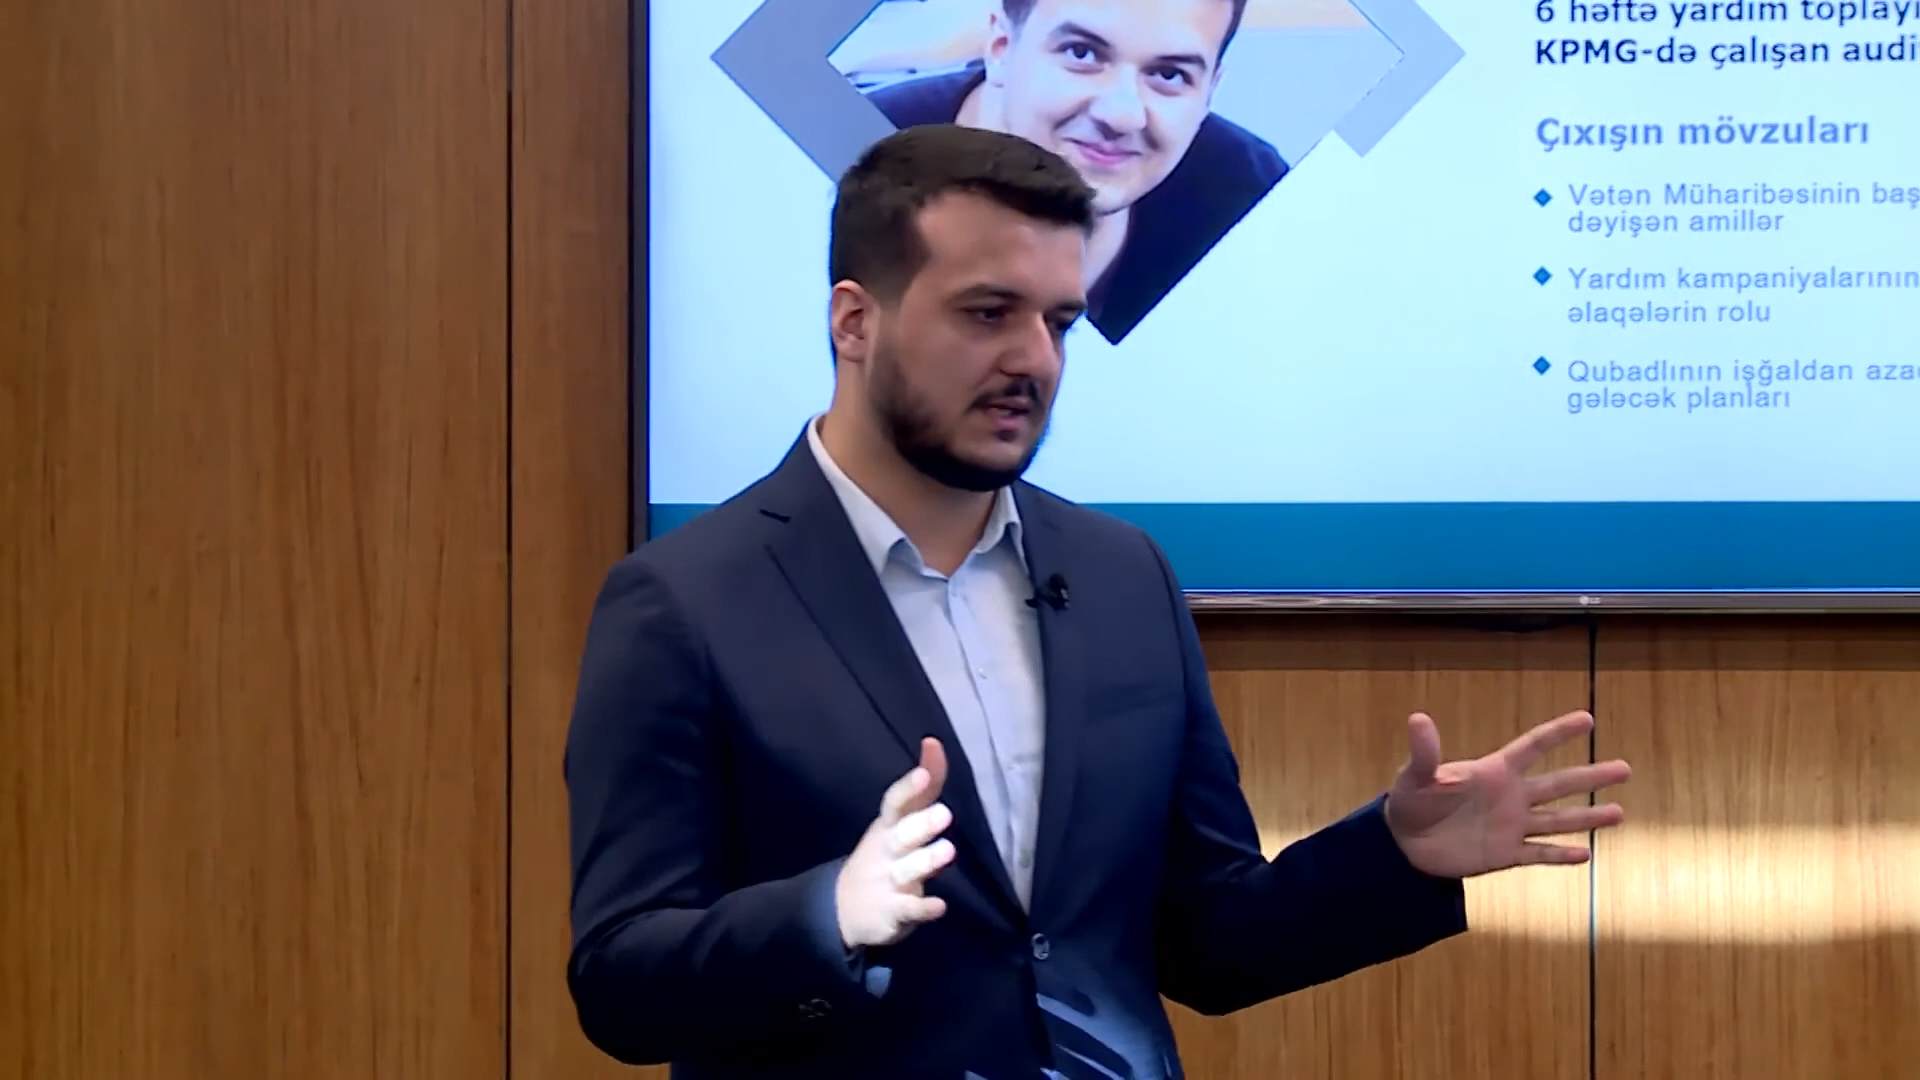 6 həftə yardım toplayı
KPMG-də çalışan audi
Çıxışın mövzuları
Vətən Müharibəsinin baş
dəyişən amillər
Yardım kampaniyalarının
əlaqələrin rolu
Qubadlının işğaldan aza
gələcək planları
LG